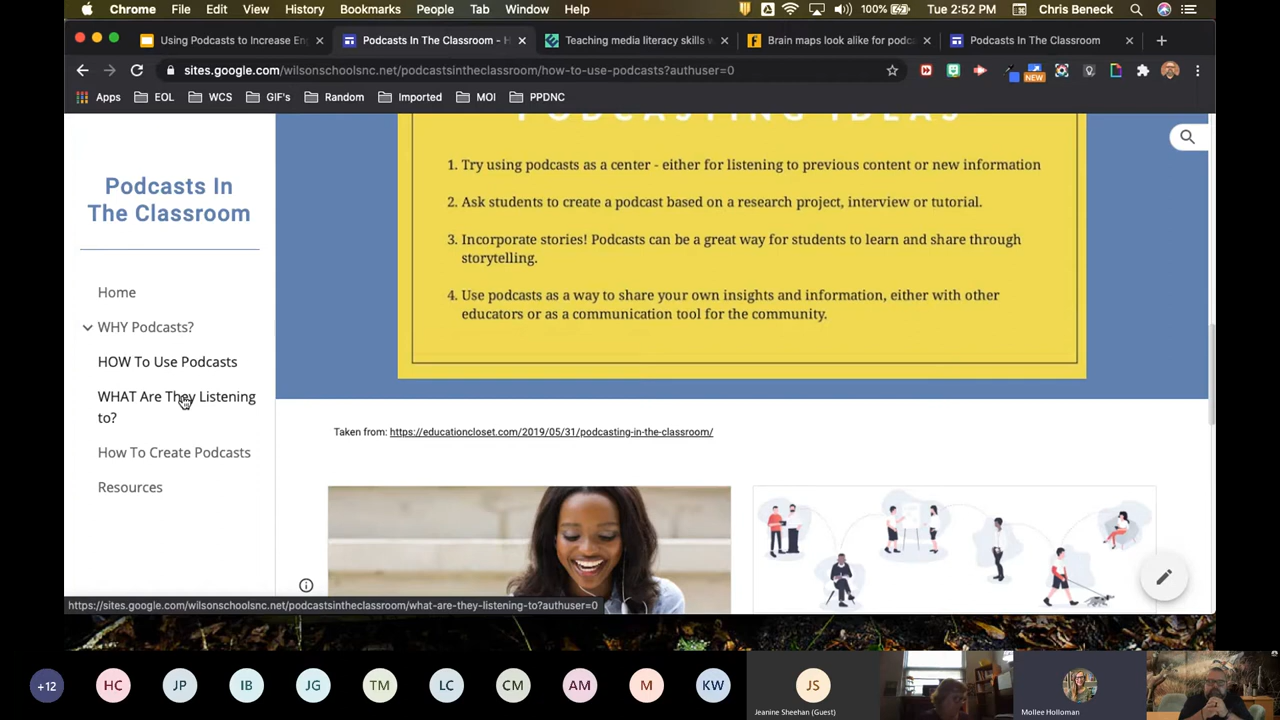 Chrome File Edit View History Bookmarks People Tab Window Help 100% Tue 2:52 PM Chris Beneck
Using Podcasts to Increase En Podcasts In The Classroom - H Teaching media literacy skills w Brain maps look alike for podc Podcasts In The Classroom
sites.google.com/wilsonschoolsnc.net/podcastsintheclassroom/how-to-use-podcasts?authuser=0
NEW
Apps EOL WCS GIF's Random Imported MOI PPDNC
Podcasts In
The Classroom
Home
WHY Podcasts?
HOW To Use Podcasts
WHAT Are They Listening
to?
How To Create Podcasts
Resources
PODCASTING IDEAS
1. Try using podcasts as a center - either for listening to previous content or new information
2. Ask students to create a podcast based on a research project, interview or tutorial.
3. Incorporate stories! Podcasts can be a great way for students to learn and share through
storytelling.
4. Use podcasts as a way to share your own insights and information, either with other
educators or as a communication tool for the community.
Taken from: https://educationcloset.com/2019/05/31/podcasting-in-the-classroom/
https://sites.google.com/wilsonschoolsnc.net/podcastsintheclassroom/what-are-they-listening-to?authuser=0
+12 HC JP IB JG TM LC CM AM M KW JS
Jeanine Sheehan (Guest) Mollee Holloman